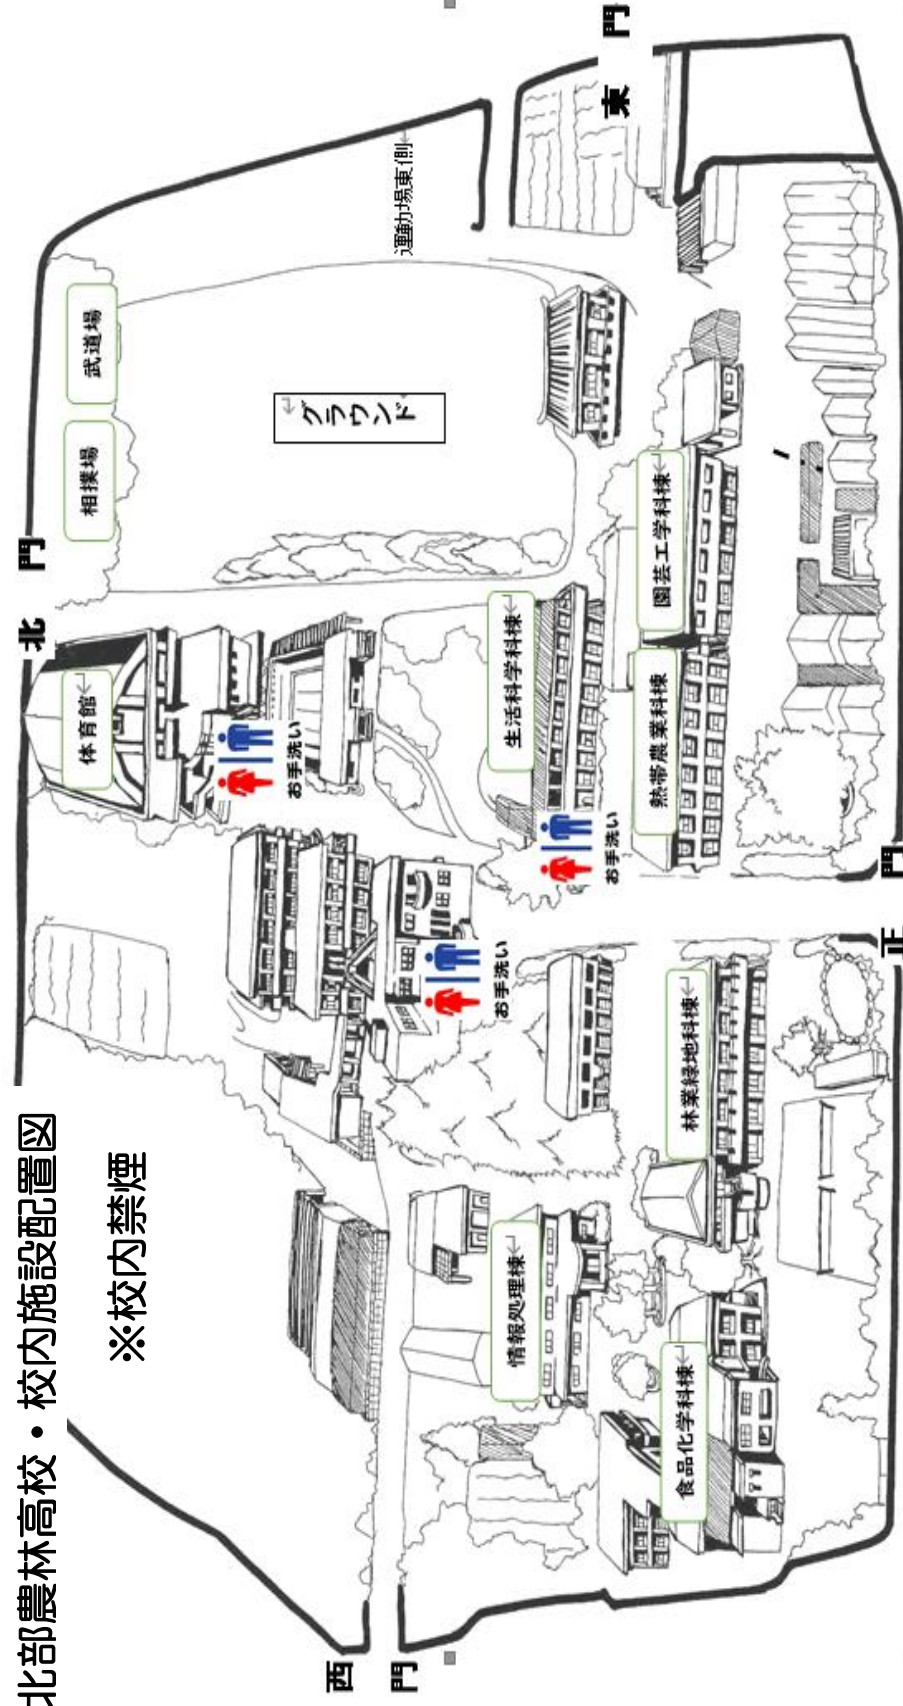 北部農林高校・校内施設配置図
※校内禁煙
北門
体育館
相撲場
武道場
お手洗い
グラウンド
運動場東側
東門
西門
お手洗い
生活科学科棟
お手洗い
情報処理棟
林業緑地科棟
熱帯農業科棟
園芸工学科棟
食品化学科棟
正門